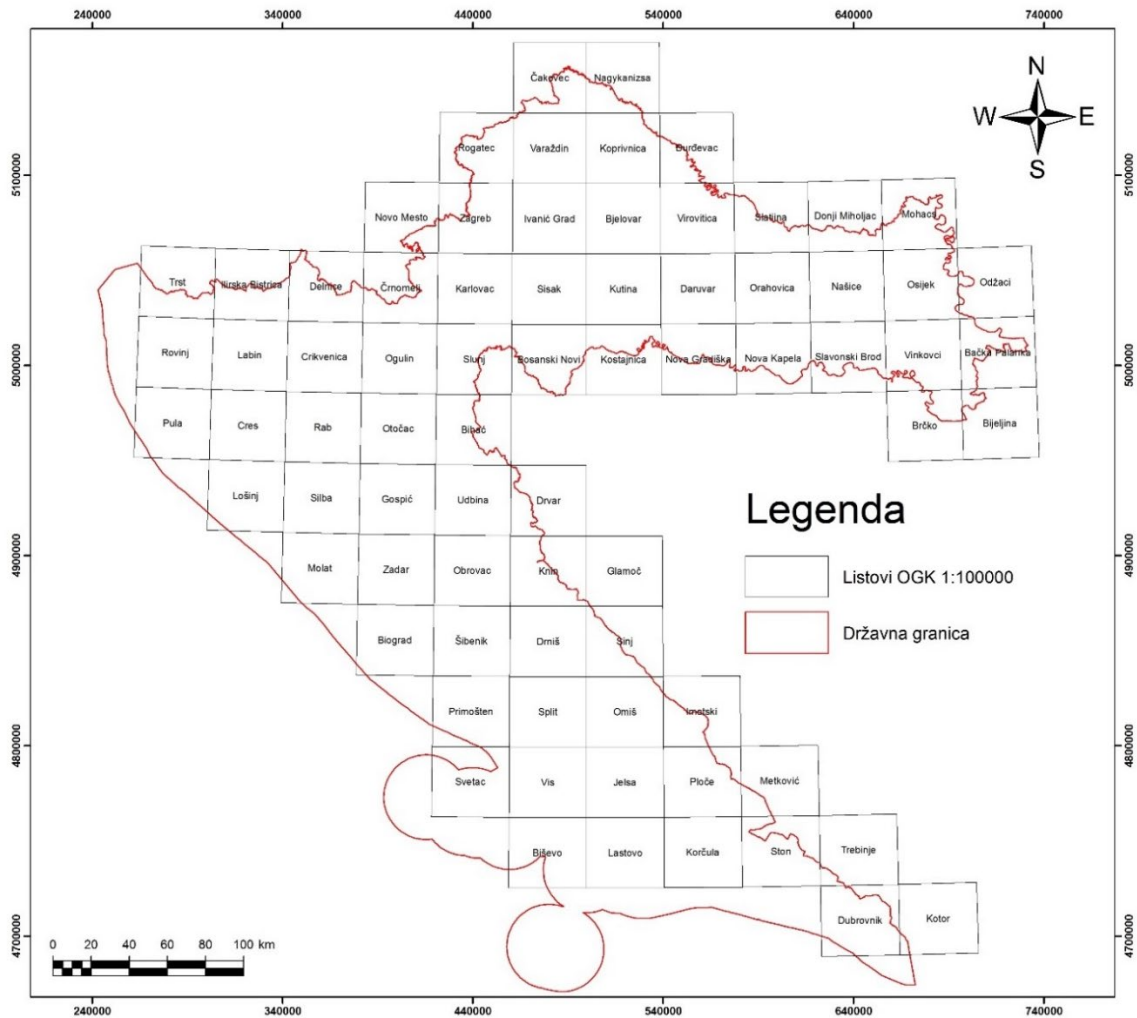 240000 340000 440000 540000 640000 740000
N
W E
S
Čakovec Nagykanizsa
Rogatec Varaždin Koprivnica Đurđevac
5100000 5100000
Novo Mesto Zagreb Ivanić Grad Bjelovar Virovitica Slatina Donji Miholjac Mohacs
Trst Ilirska Bistrica Delnice Črnomelj Karlovac Sisak Kutina Daruvar Orahovica Našice Osijek Odžaci
Rovinj Labin Crikvenica Ogulin Slunj Bosanski Novi Kostajnica Nova Gradiška Nova Kapela Slavonski Brod Vinkovci Bačka Palanka
5000000 5000000
Pula Cres Rab Otočac Bihać Brčko Bijeljina
Lošinj Silba Gospić Udbina Drvar
Legenda
4900000 4900000
Molat Zadar Obrovac Knin Glamoč
Listovi OGK 1:100000
Državna granica
Biograd Šibenik Drniš Sinj
Primošten Split Omiš Imotski
4800000 4800000
Svetac Vis Jelsa Ploče Metković
Biševo Lastovo Korčula Ston Trebinje
Dubrovnik Kotor
4700000 4700000
0 20 40 60 80 100 km
240000 340000 440000 540000 640000 740000